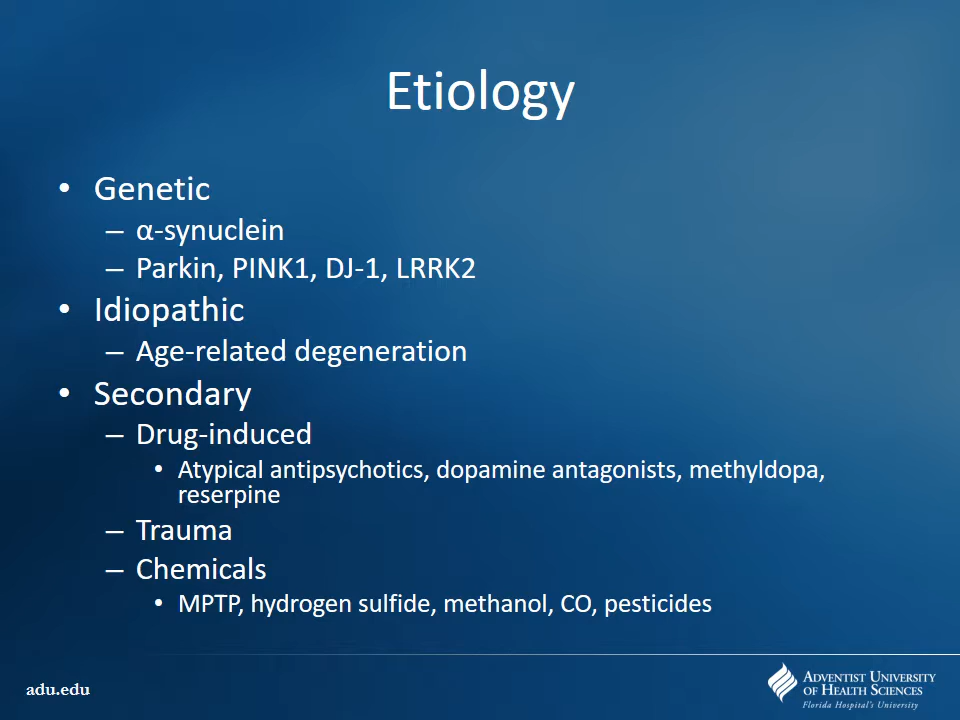 Etiology
• Genetic
– α-synuclein
– Parkin, PINK1, DJ-1, LRRK2
• Idiopathic
– Age-related degeneration
• Secondary
– Drug-induced
• Atypical antipsychotics, dopamine antagonists, methyldopa,
reserpine
– Trauma
– Chemicals
• MPTP, hydrogen sulfide, methanol, CO, pesticides
adu.edu
ADVENTIST UNIVERSITY
OF HEALTH SCIENCES
Florida Hospital's University